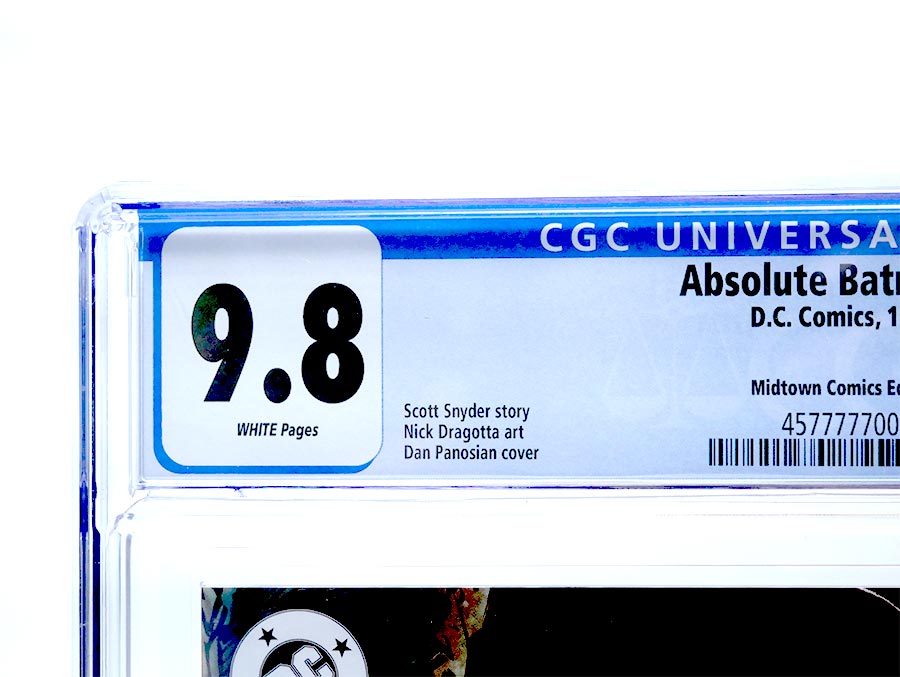 CGC UNIVERSA
Absolute Bat
D.C. Comics, 1
9.8
WHITE Pages
Midtown Comics E
Scott Snyder story
Nick Dragotta art
Dan Panosian cover
457777700
DC